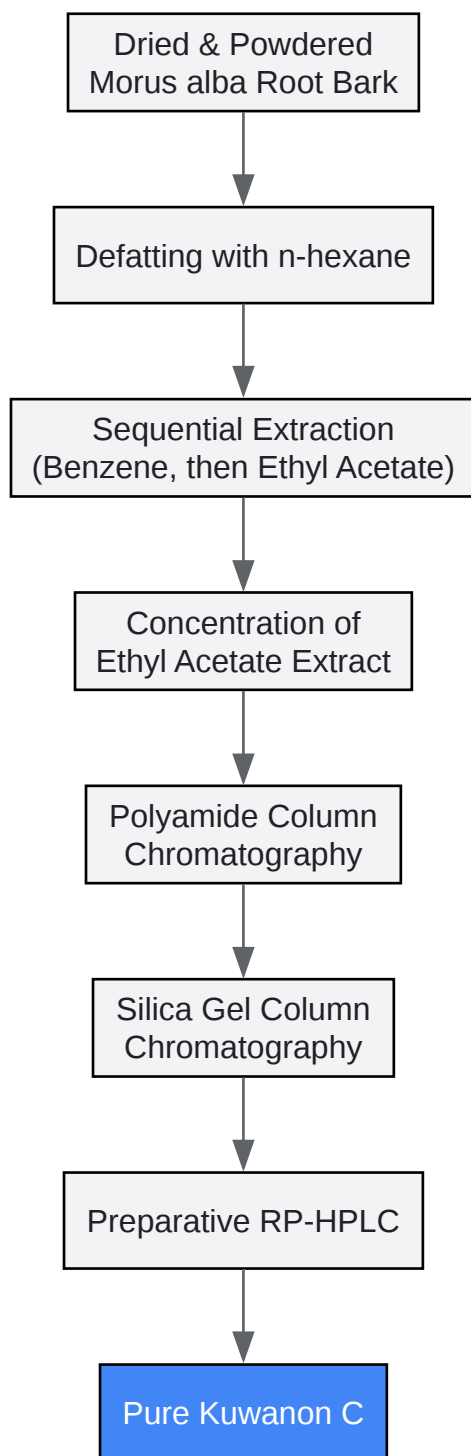 Dried & Powdered
Morus alba Root Bark
Defatting with n-hexane
Sequential Extraction
(Benzene, then Ethyl Acetate)
Concentration of
Ethyl Acetate Extract
Polyamide Column
Chromatography
Silica Gel Column
Chromatography
Preparative RP-HPLC
Pure Kuwanon C